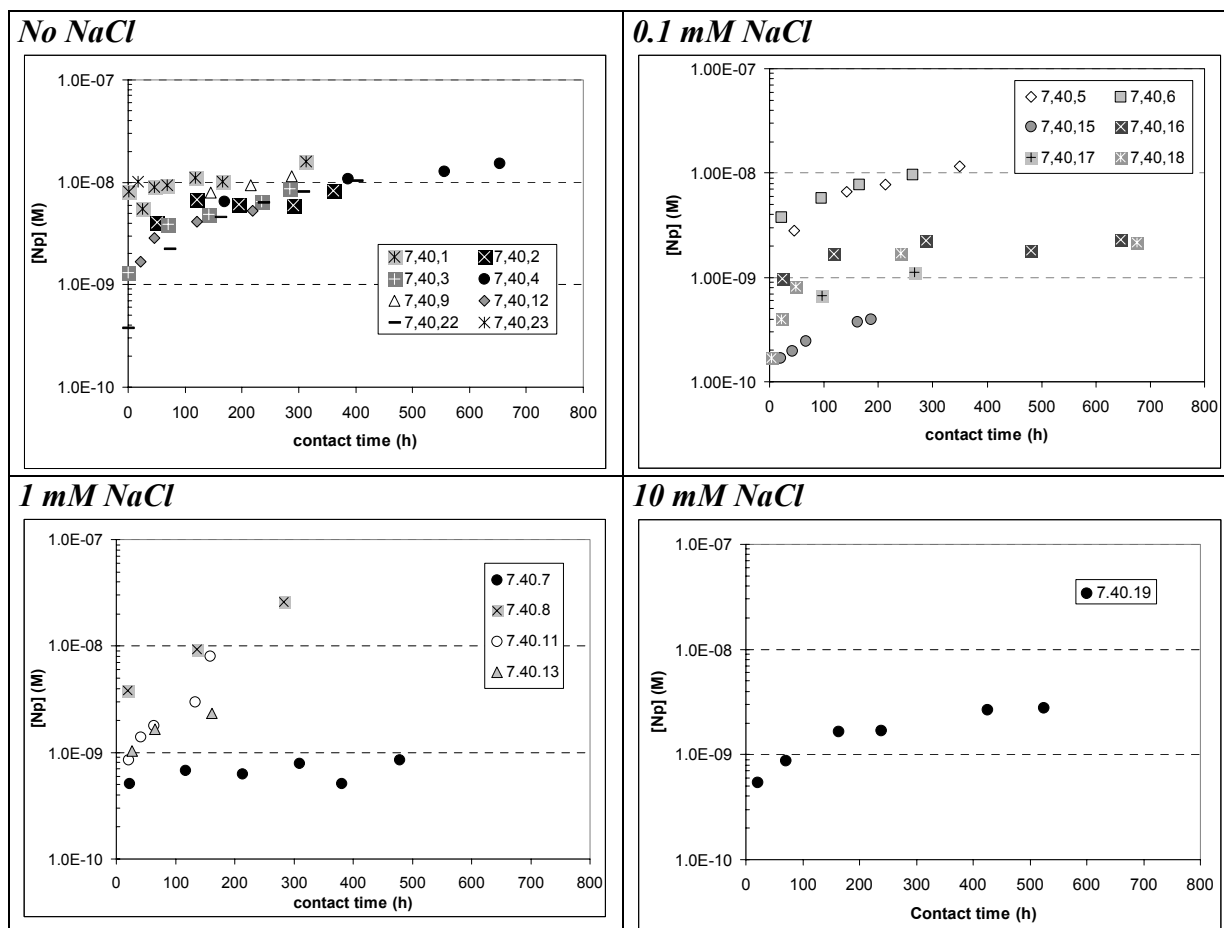 No NaCl
1.0E-07
1.0E-08
1.0E-09
1.0E-10
[Np] (M)
0 100 200 300 400 500 600 700 800
contact time (h)
7,40,1 7,40,2
7,40,3 7,40,4
7,40,9 7,40,12
7,40,22 7,40,23
0.1 mM NaCl
1.00E-07
1.00E-08
1.00E-09
1.00E-10
[Np] (M)
0 100 200 300 400 500 600 700 800
contact time (h)
7,40,5 7,40,6
7,40,15 7,40,16
7,40,17 7,40,18
1 mM NaCl
1.0E-07
1.0E-08
1.0E-09
1.0E-10
[Np] (M)
0 100 200 300 400 500 600 700 800
contact time (h)
7.40.7
7.40.8
7.40.11
7.40.13
10 mM NaCl
1.0E-07
1.0E-08
1.0E-09
1.0E-10
[Np] (M)
0 100 200 300 400 500 600 700 800
Contact time (h)
7.40.19